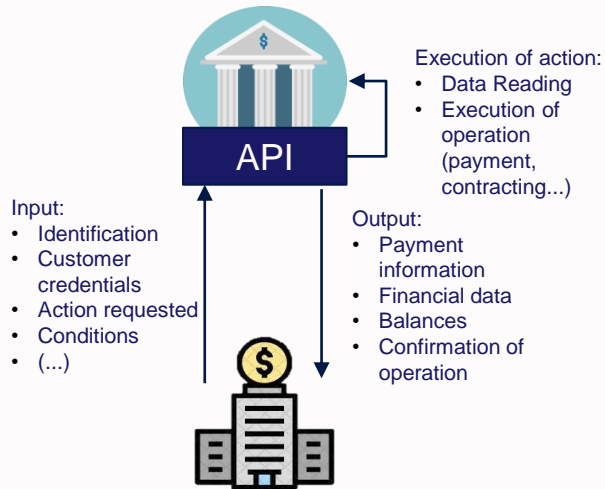 $
Execution of action:
• Data Reading
• Execution of
operation
(payment,
contracting...)
API
Input:
• Identification
• Customer
credentials
• Action requested
• Conditions
• (...)
Output:
• Payment
information
• Financial data
• Balances
• Confirmation of
operation
$